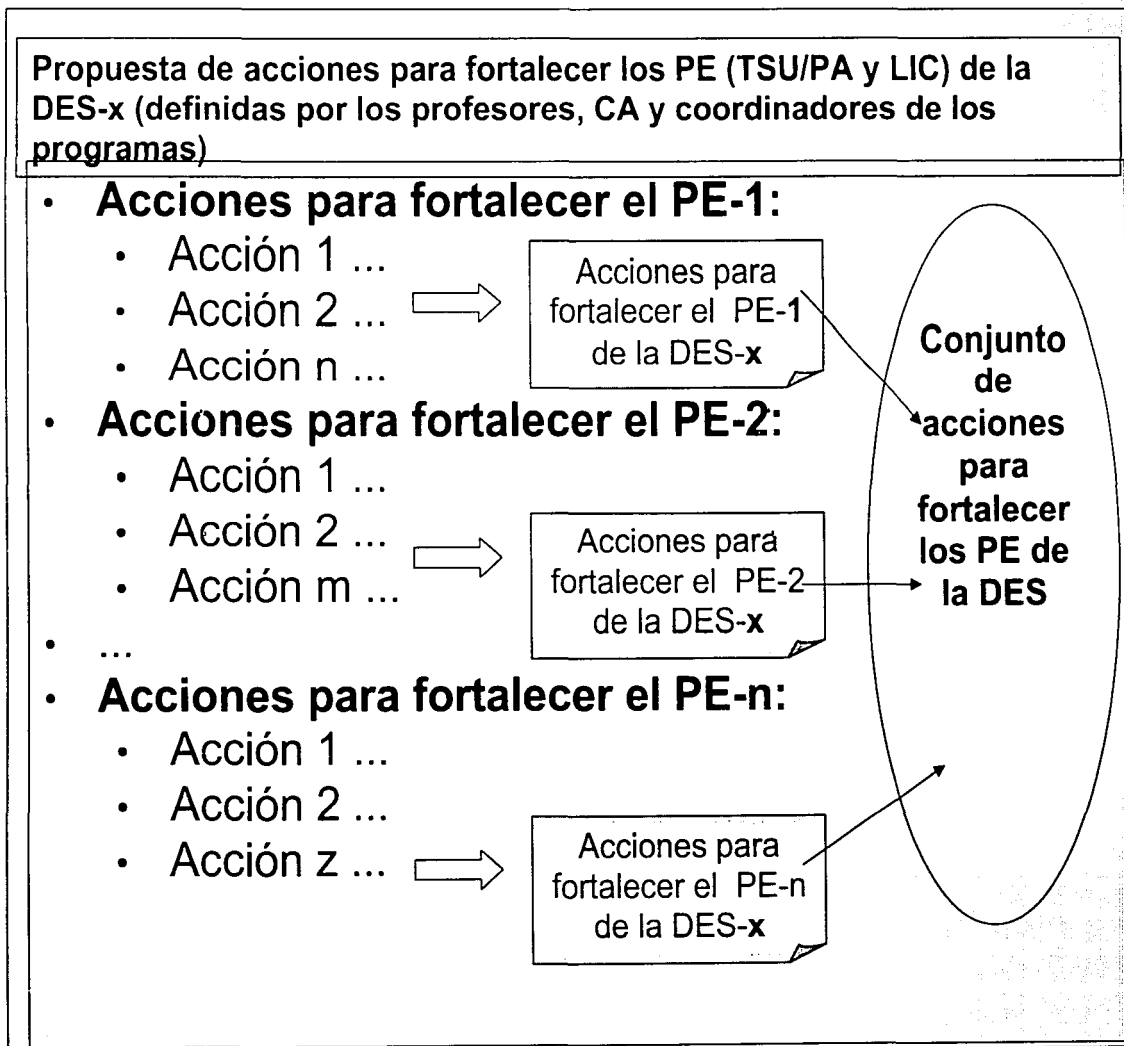 Propuesta de acciones para fortalecer los PE (TSU/PA y LIC) de la
DES-x (definidas por los profesores, CA y coordinadores de los
programas)
• Acciones para fortalecer el PE-1:
• Acción 1 ...
• Acción 2 ...
• Acción n ...
Acciones para
fortalecer el PE-1
de la DES-x
• Acciones para fortalecer el PE-2:
• Acción 1 ...
• Acción 2 ...
• Acción m ...
Acciones para
fortalecer el PE-2
de la DES-x
• ...
• Acciones para fortalecer el PE-n:
• Acción 1 ...
• Acción 2 ...
• Acción z ...
Acciones para
fortalecer el PE-n
de la DES-x
Conjunto
de
acciones
para
fortalecer
los PE de
la DES